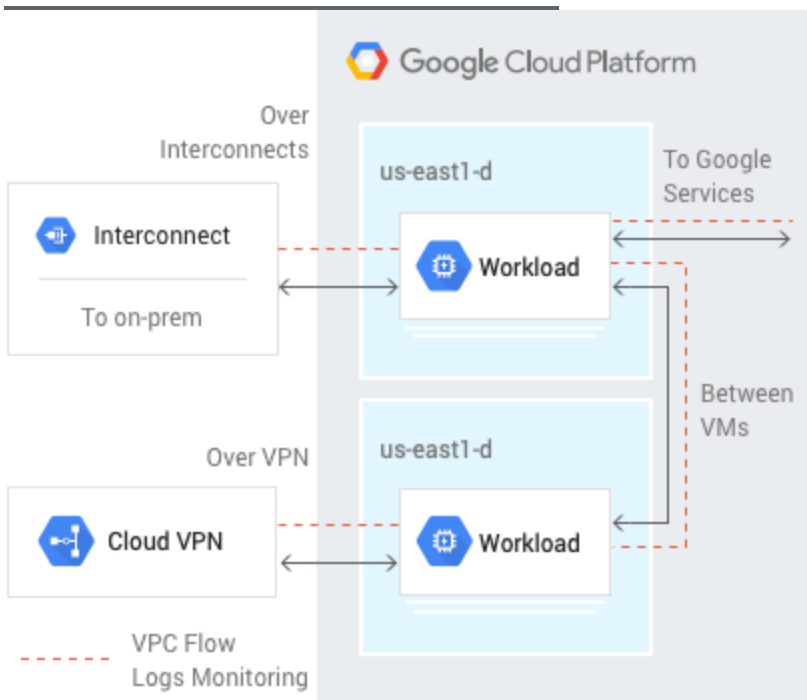 Google Cloud Platform
Over
Interconnects
us-east1-d
To Google
Services
Interconnect
Workload
To on-prem
Between
VMs
Over VPN
us-east1-d
Cloud VPN
Workload
VPC Flow
Logs Monitoring